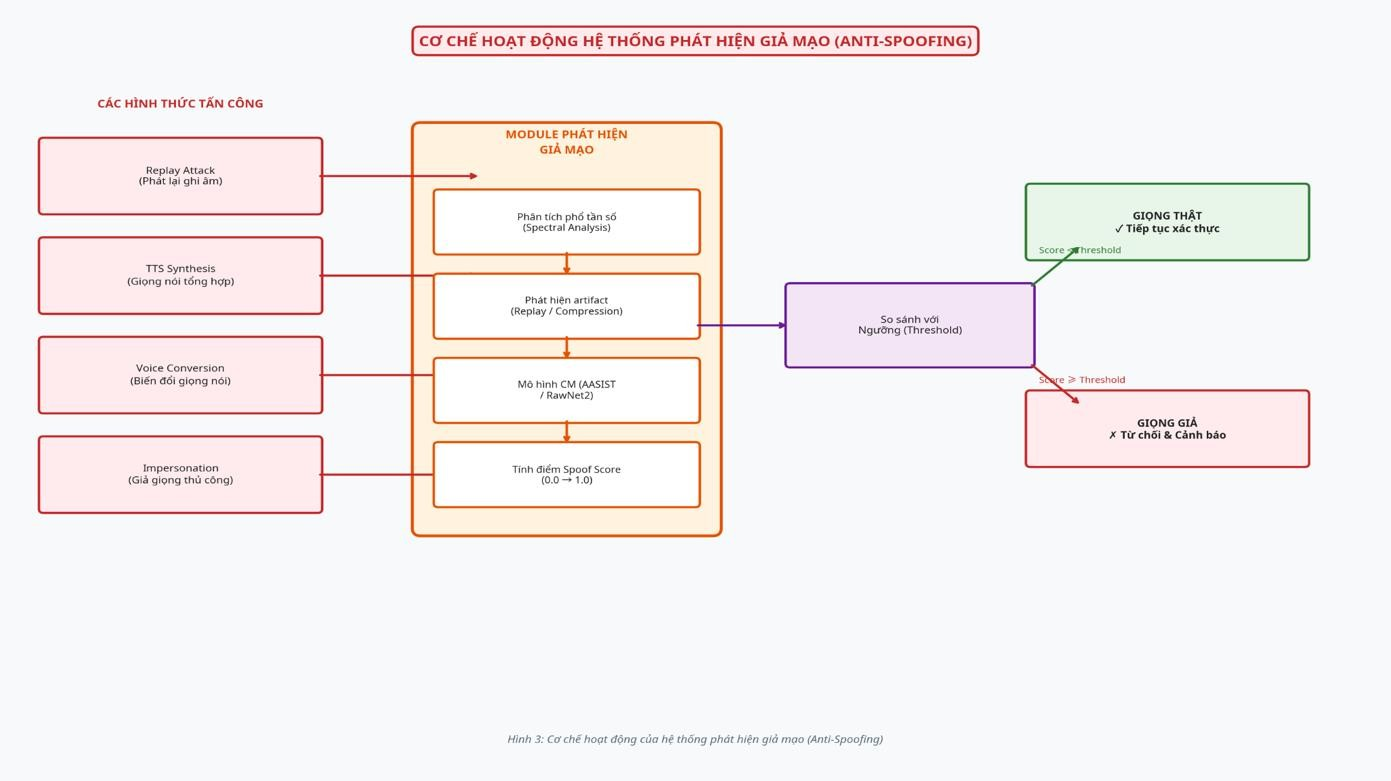 CƠ CHẾ HOẠT ĐỘNG HỆ THỐNG PHÁT HIỆN GIẢ MẠO (ANTI-SPOOFING)
CÁC HÌNH THỨC TẤN CÔNG
Replay Attack
(Phát lại ghi âm)
TTS Synthesis
(Giọng nói tổng hợp)
Voice Conversion
(Biến đổi giọng nói)
Impersonation
(Giả giọng thủ công)
MODULE PHÁT HIỆN
GIẢ MẠO
Phân tích phổ tần số
(Spectral Analysis)
Phát hiện artifact
(Replay / Compression)
Mô hình CM (AASIST
/ RawNet2)
Tính điểm Spoof Score
(0.0 → 1.0)
So sánh với
Ngưỡng (Threshold)
GIỌNG THẬT
✓ Tiếp tục xác thực
Score < Threshold
Score ≥ Threshold
GIỌNG GIẢ
✗ Từ chối & Cảnh báo
Hình 3: Cơ chế hoạt động của hệ thống phát hiện giả mạo (Anti-Spoofing)